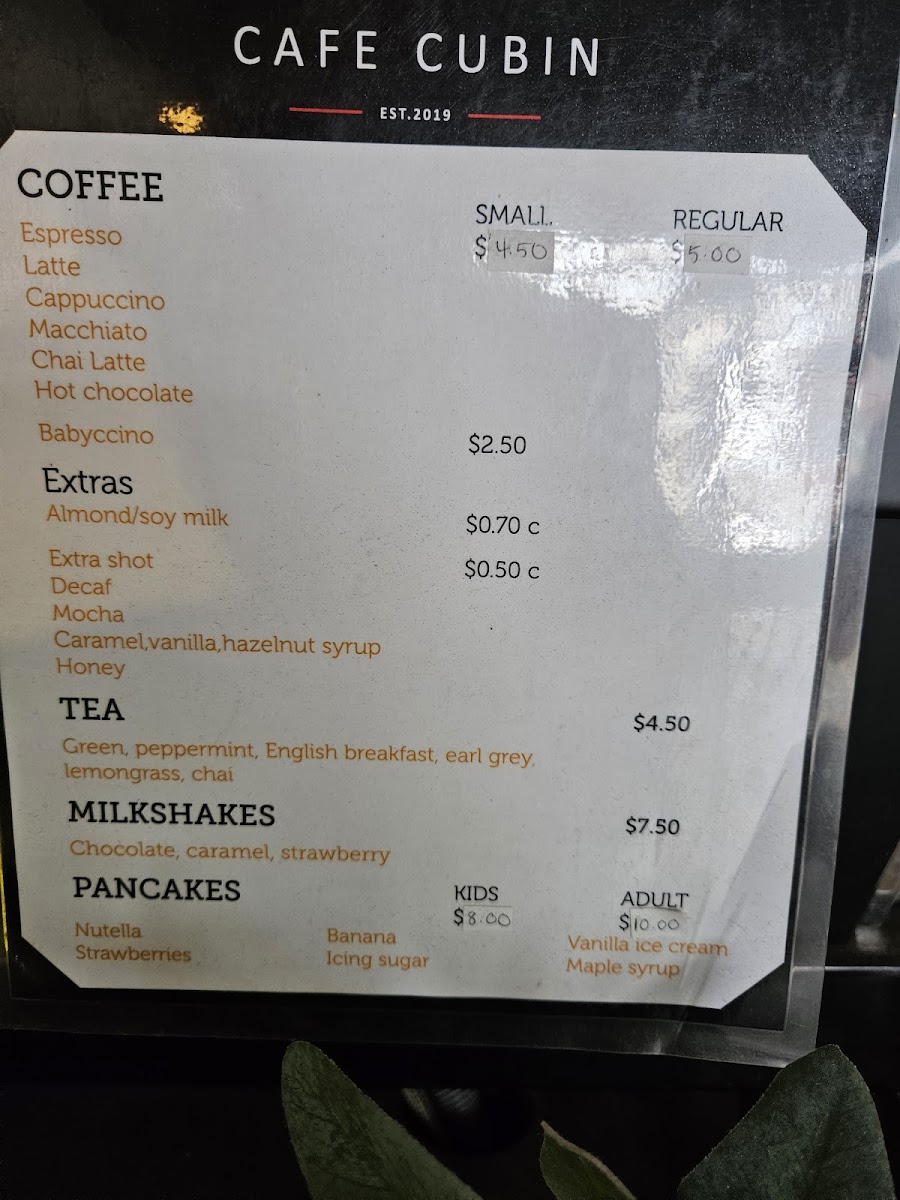 CAFE CUBIN
EST.2019
COFFEE
SMALL
REGULAR
$4.50
$5.00
Espresso
Latte
Cappuccino
Macchiato
Chai Latte
Hot chocolate
Babyccino $2.50
Extras
Almond/soy milk $0.70 c
Extra shot $0.50 c
Decaf
Mocha
Caramel,vanilla,hazelnut syrup
Honey
TEA $4.50
Green, peppermint, English breakfast, earl grey,
lemongrass, chai
MILKSHAKES $7.50
Chocolate, caramel, strawberry
PANCAKES KIDS ADULT
$8.00 $10.00
Nutella Banana Vanilla ice cream
Strawberries Icing sugar Maple syrup